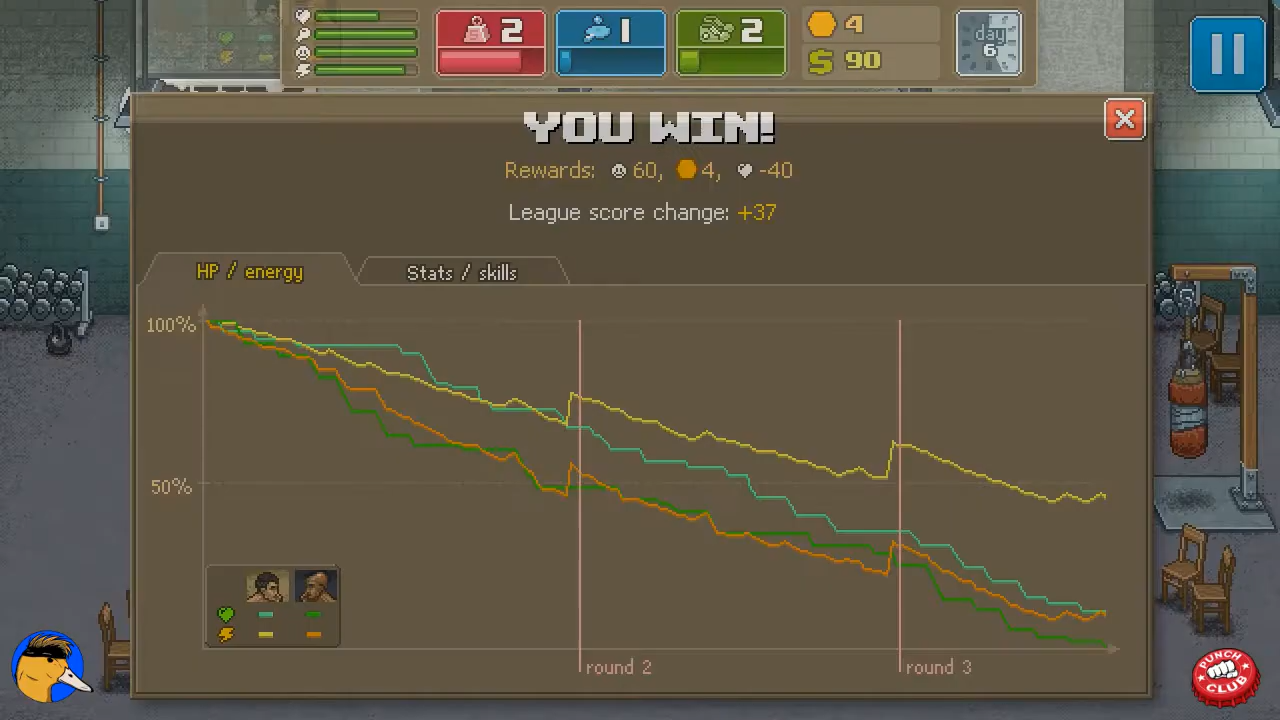 2
1
2
4
$ 90
day
6
YOU WIN!
Rewards: 60, 4, -40
League score change: +37
HP / energy
Stats / skills
100%
50%
round 2
round 3
PUNCH
CLUB